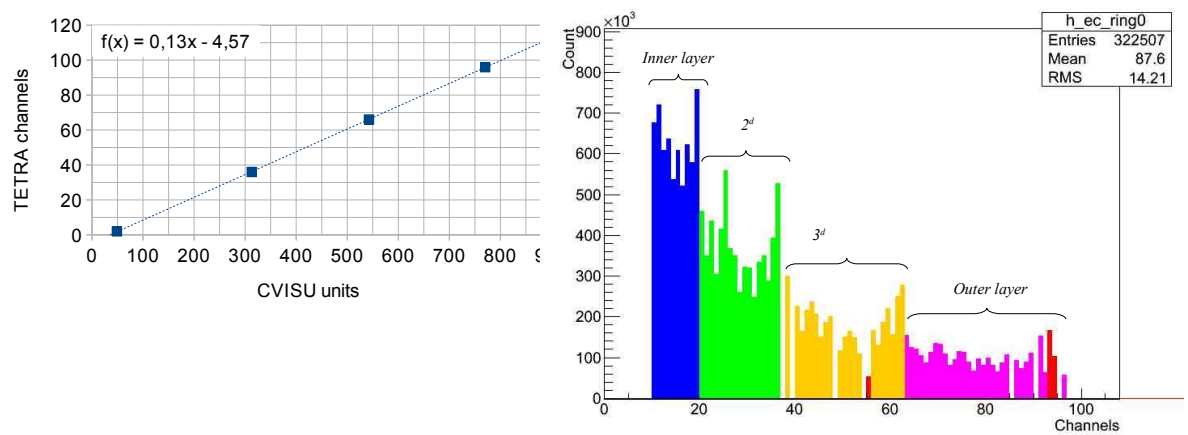 120
100
80
60
40
20
0
f(x) = 0,13x - 4,57
TETRA channels
0 100 200 300 400 500 600 700 800
CVISU units
×10³
900
800
700
600
500
400
300
200
100
0
Count
h_ec_ring0
Entries 322507
Mean 87.6
RMS 14.21
Inner layer
2ᵈ
3ᵈ
Outer layer
0 20 40 60 80 100
Channels